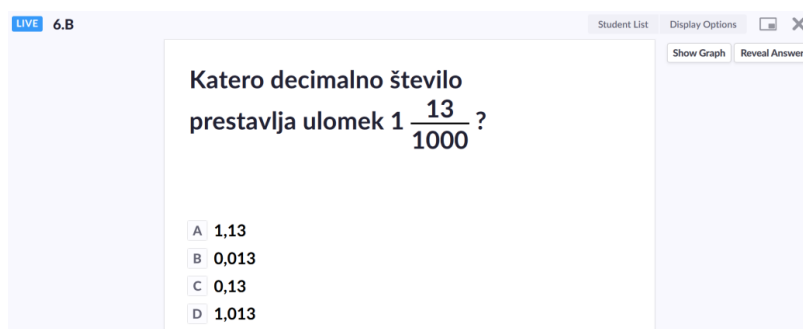 LIVE 6.B Student List Display Options
Show Graph Reveal Answer
Katero decimalno število
prestavlja ulomek 1 13/1000 ?
A 1,13
B 0,013
C 0,13
D 1,013